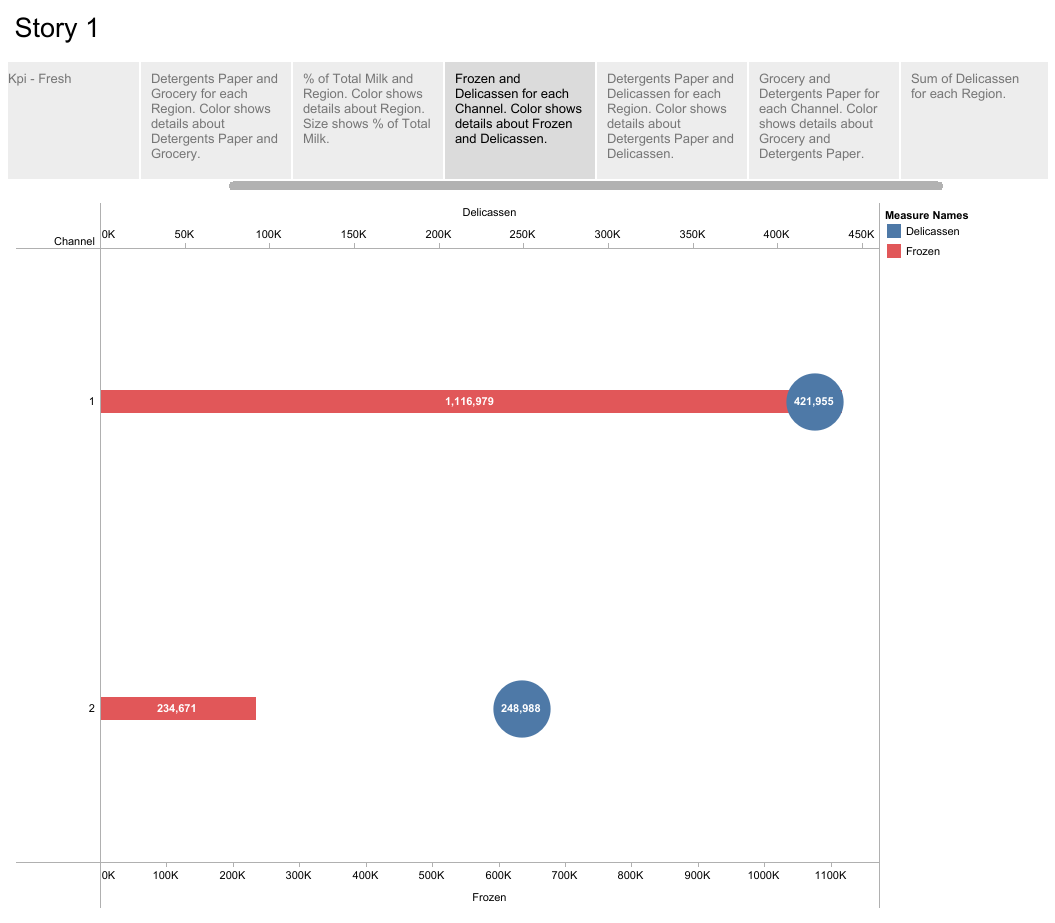 Story 1
Kpi - Fresh
Detergents Paper and
Grocery for each
Region. Color shows
details about
Detergents Paper and
Grocery.
% of Total Milk and
Region. Color shows
details about Region.
Size shows % of Total
Milk.
Frozen and
Delicassen for each
Channel. Color shows
details about Frozen
and Delicassen.
Detergents Paper and
Delicassen for each
Region. Color shows
details about
Detergents Paper and
Delicassen.
Grocery and
Detergents Paper for
each Channel. Color
shows details about
Grocery and
Detergents Paper.
Sum of Delicassen
for each Region.
Delicassen
Channel 0K 50K 100K 150K 200K 250K 300K 350K 400K 450K
Measure Names
Delicassen
Frozen
1 1,116,979 421,955
2 234,671 248,988
0K 100K 200K 300K 400K 500K 600K 700K 800K 900K 1000K 1100K
Frozen